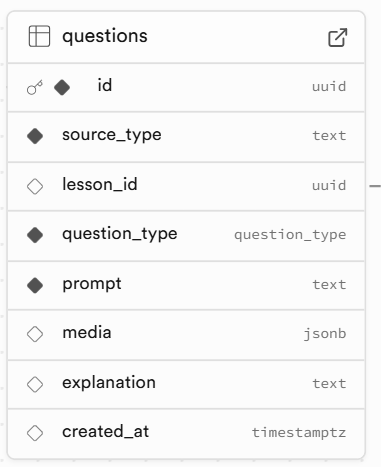 questions
id uuid
source_type text
lesson_id uuid
question_type question_type
prompt text
media jsonb
explanation text
created_at timestamptz